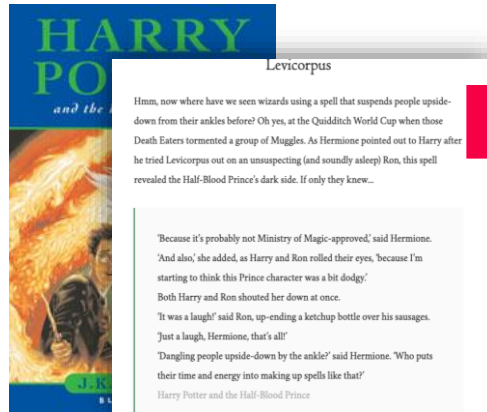 HARRY
PO
and the
Levicorpus
Hmm, now where have we seen wizards using a spell that suspends people upside-
down from their ankles before? Oh yes, at the Quidditch World Cup when those
Death Eaters tormented a group of Muggles. As Hermione pointed out to Harry after
he tried Levicorpus out on an unsuspecting (and soundly asleep) Ron, this spell
revealed the Half-Blood Prince’s dark side. If only they knew...
‘Because it’s probably not Ministry of Magic-approved,’ said Hermione.
‘And also,’ she added, as Harry and Ron rolled their eyes, ‘because I’m
starting to think this Prince character was a bit dodgy.’
Both Harry and Ron shouted her down at once.
‘It was a laugh!’ said Ron, up-ending a ketchup bottle over his sausages.
‘Just a laugh, Hermione, that’s all!’
‘Dangling people upside-down by the ankle?’ said Hermione. ‘Who puts
their time and energy into making up spells like that?’
Harry Potter and the Half-Blood Prince
J.K.